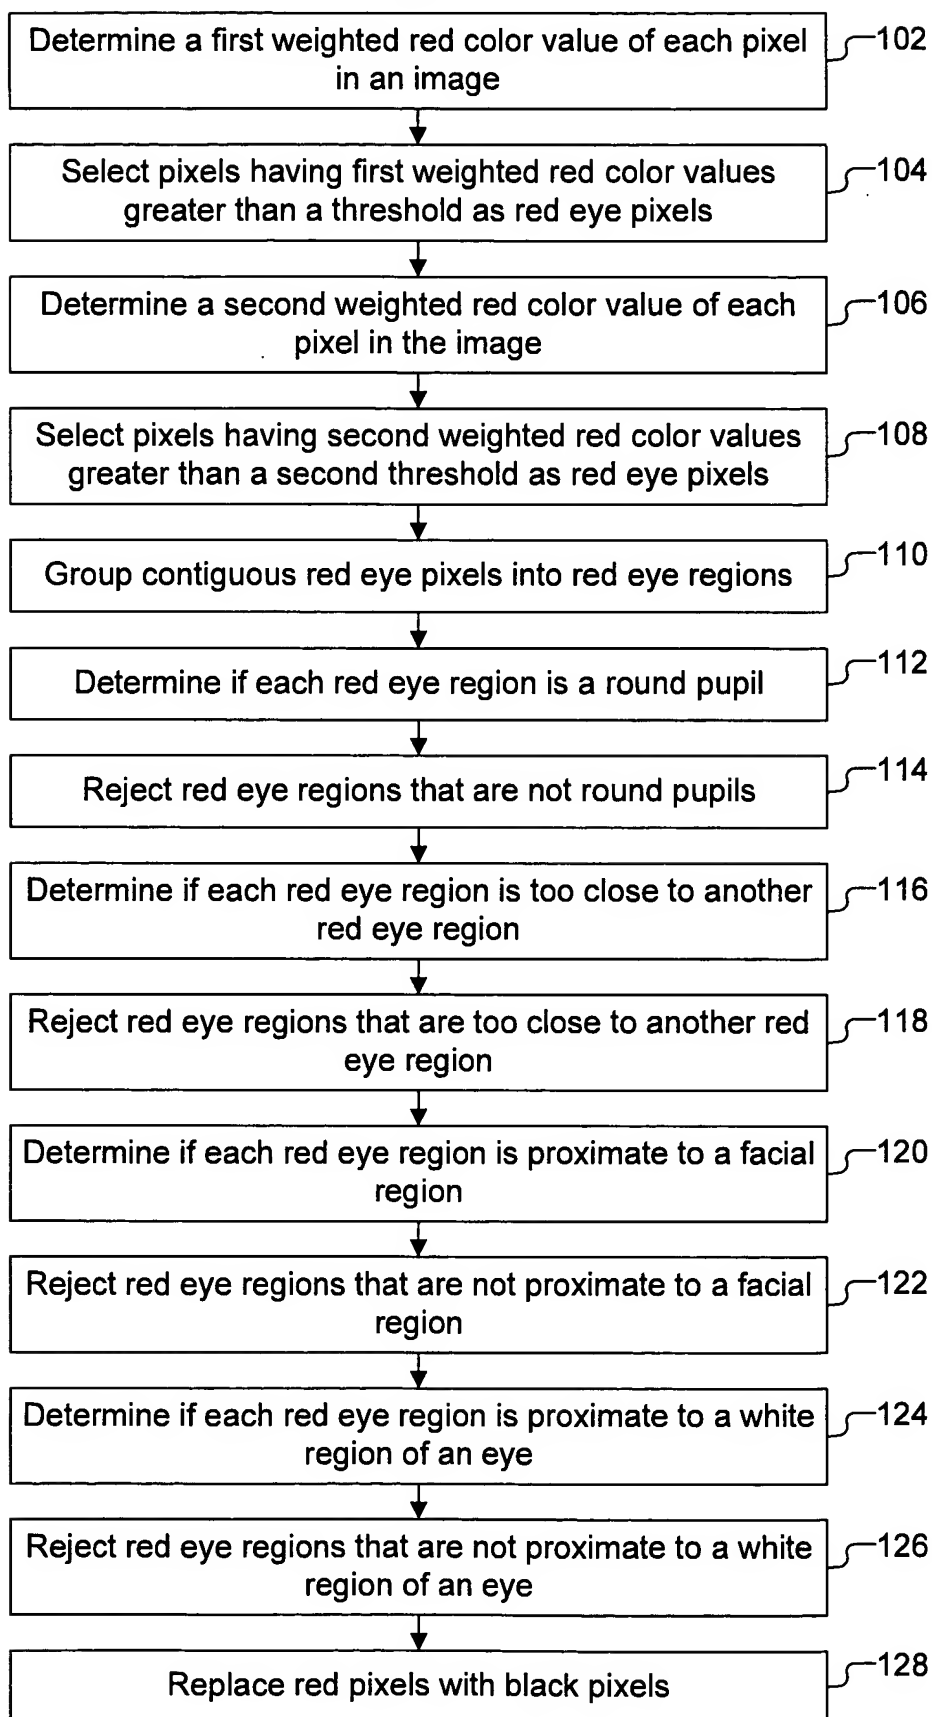 Determine a first weighted red color value of each pixel
in an image
102
Select pixels having first weighted red color values
greater than a threshold as red eye pixels
104
Determine a second weighted red color value of each
pixel in the image
106
Select pixels having second weighted red color values
greater than a second threshold as red eye pixels
108
Group contiguous red eye pixels into red eye regions
110
Determine if each red eye region is a round pupil
112
Reject red eye regions that are not round pupils
114
Determine if each red eye region is too close to another
red eye region
116
Reject red eye regions that are too close to another red
eye region
118
Determine if each red eye region is proximate to a facial
region
120
Reject red eye regions that are not proximate to a facial
region
122
Determine if each red eye region is proximate to a white
region of an eye
124
Reject red eye regions that are not proximate to a white
region of an eye
126
Replace red pixels with black pixels
128